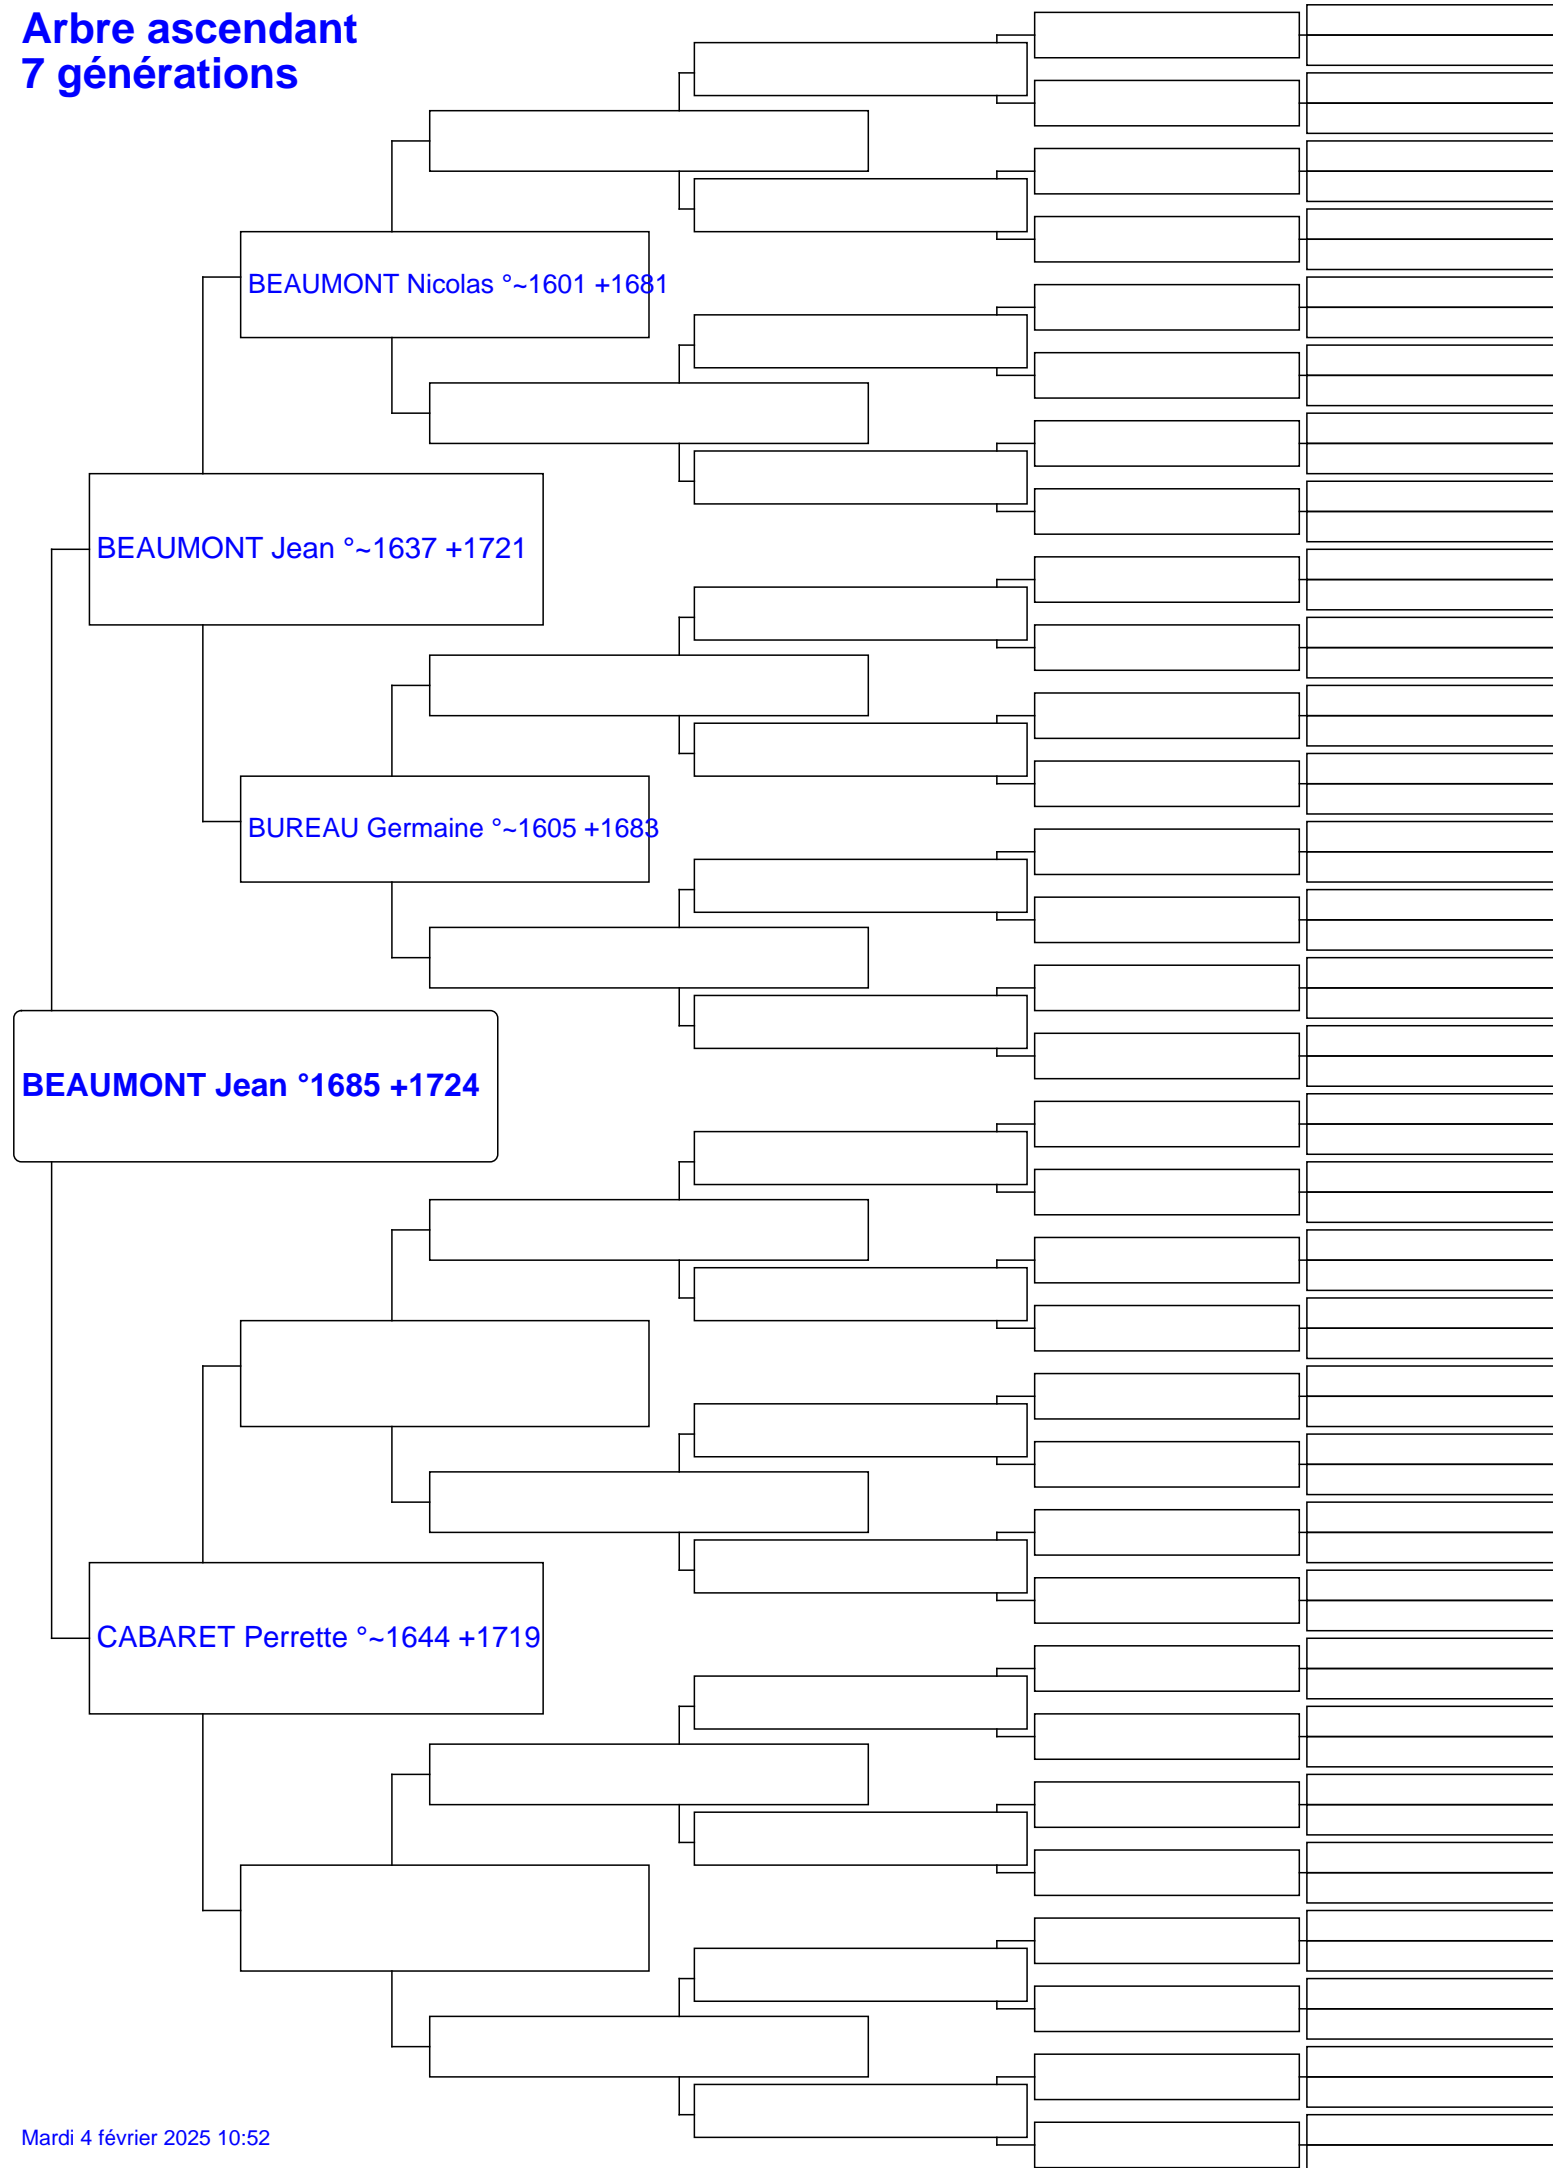 Arbre ascendant
7 générations
BEAUMONT Nicolas °~1601 +1681
BEAUMONT Jean °~1637 +1721
BUREAU Germaine °~1605 +1683
BEAUMONT Jean °1685 +1724
CABARET Perrette °~1644 +1719
Mardi 4 février 2025 10:52